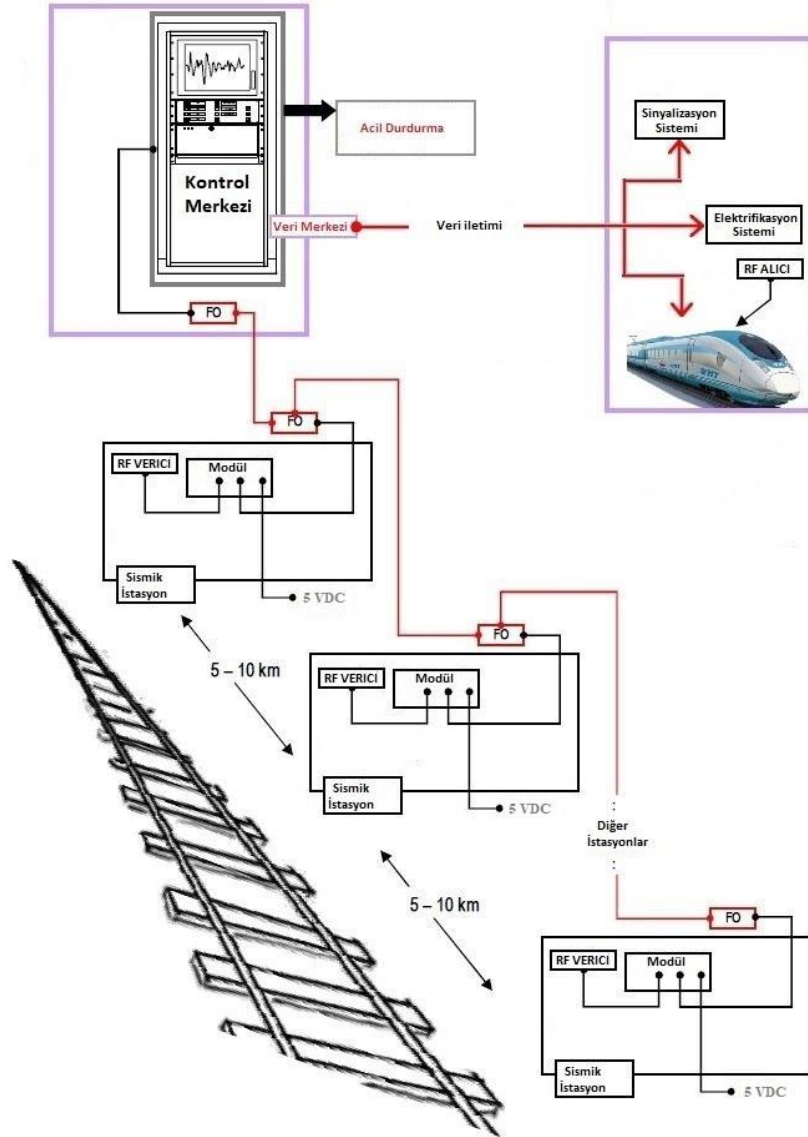 Kontrol
Merkezi
Acil Durdurma
Veri Merkezi
Veri iletimi
Sinyalizasyon
Sistemi
Elektrifikasyon
Sistemi
RF ALICI
FO
FO
RF VERICI
Modül
Sismik
İstasyon
5 VDC
5 – 10 km
FO
RF VERICI
Modül
Sismik
İstasyon
5 VDC
:
Diğer
İstasyonlar
:
5 – 10 km
FO
RF VERICI
Modül
Sismik
İstasyon
5 VDC